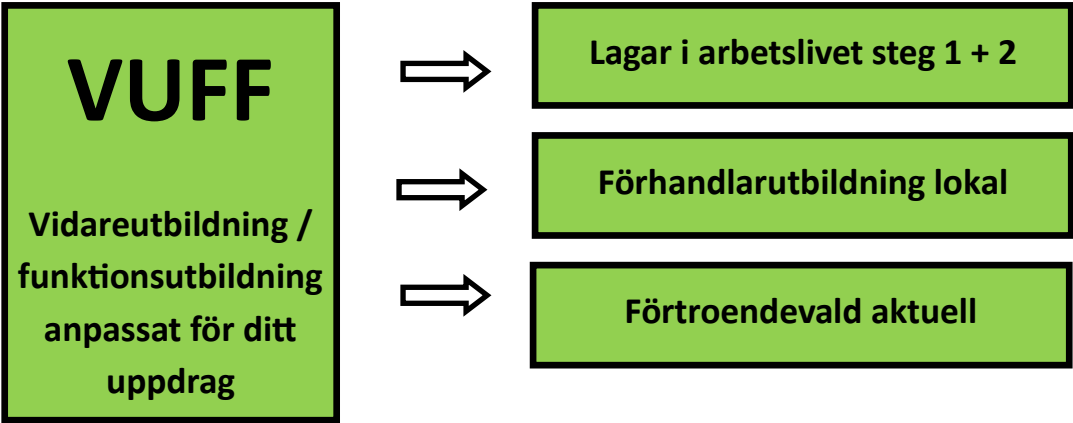 VUFF
Vidareutbildning /
funktionsutbildning
anpassat för ditt
uppdrag
Lagar i arbetslivet steg 1 + 2
Förhandlarutbildning lokal
Förtroendevald aktuell